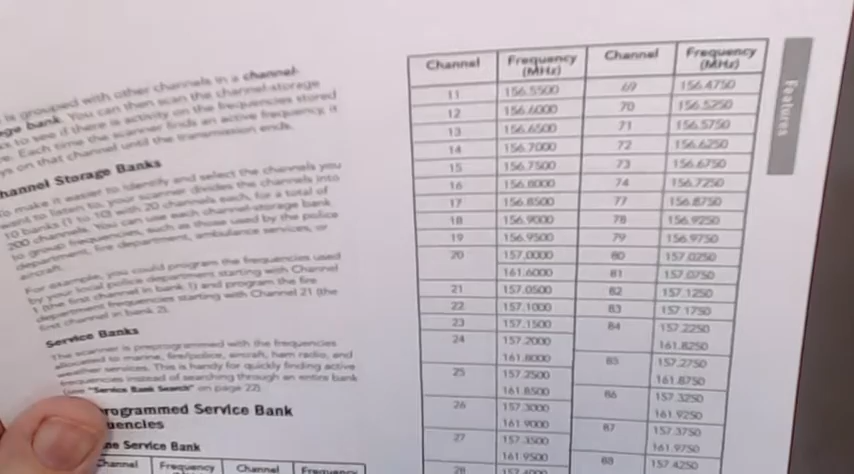 is grouped with other channels in a channel-
bank. You can then scan the channel-storage
to see if there is activity on the frequencies stored
Each time the scanner finds an active frequency, it
on that channel until the transmission ends.
hannel Storage Banks
To make it easier to identify and select the channels you
want to listen to, your scanner divides the channels into
10 banks (1 to 10) with 20 channels each, for a total of
200 channels. You can use each channel-storage bank
to group frequencies, such as those used by the police
department, fire department, ambulance services, or
aircraft.
For example, you could program the frequencies used
by your local police department starting with Channel
1 (the first channel in bank 1) and program the fire
department frequencies starting with Channel 21 (the
first channel in bank 2).
Service Banks
The scanner is preprogrammed with the frequencies
allocated to marine, fire/police, aircraft, ham radio, and
weather services. This is handy for quickly finding active
frequencies instead of searching through an entire bank
(see "Service Bank Search" on page 22).
rogrammed Service Bank
uencies
ne Service Bank
Channel Frequency Channel Frequency
Channel Frequency (MHz) Channel Frequency (MHz)
11 156.5500 69 156.4750
12 156.6000 70 156.5250
13 156.6500 71 156.5750
14 156.7000 72 156.6250
15 156.7500 73 156.6750
16 156.8000 74 156.7250
17 156.8500 77 156.8750
18 156.9000 78 156.9250
19 156.9500 79 156.9750
20 157.0000 80 157.0250
161.6000 81 157.0750
21 157.0500 82 157.1250
22 157.1000 83 157.1750
23 157.1500 84 157.2250
24 157.2000 161.8250
161.8000 85 157.2750
25 157.2500 161.8750
161.8500 86 157.3250
26 157.3000 161.9250
161.9000 87 157.3750
27 157.3500 161.9750
161.9500 88 157.4250
28 157.4000
Features